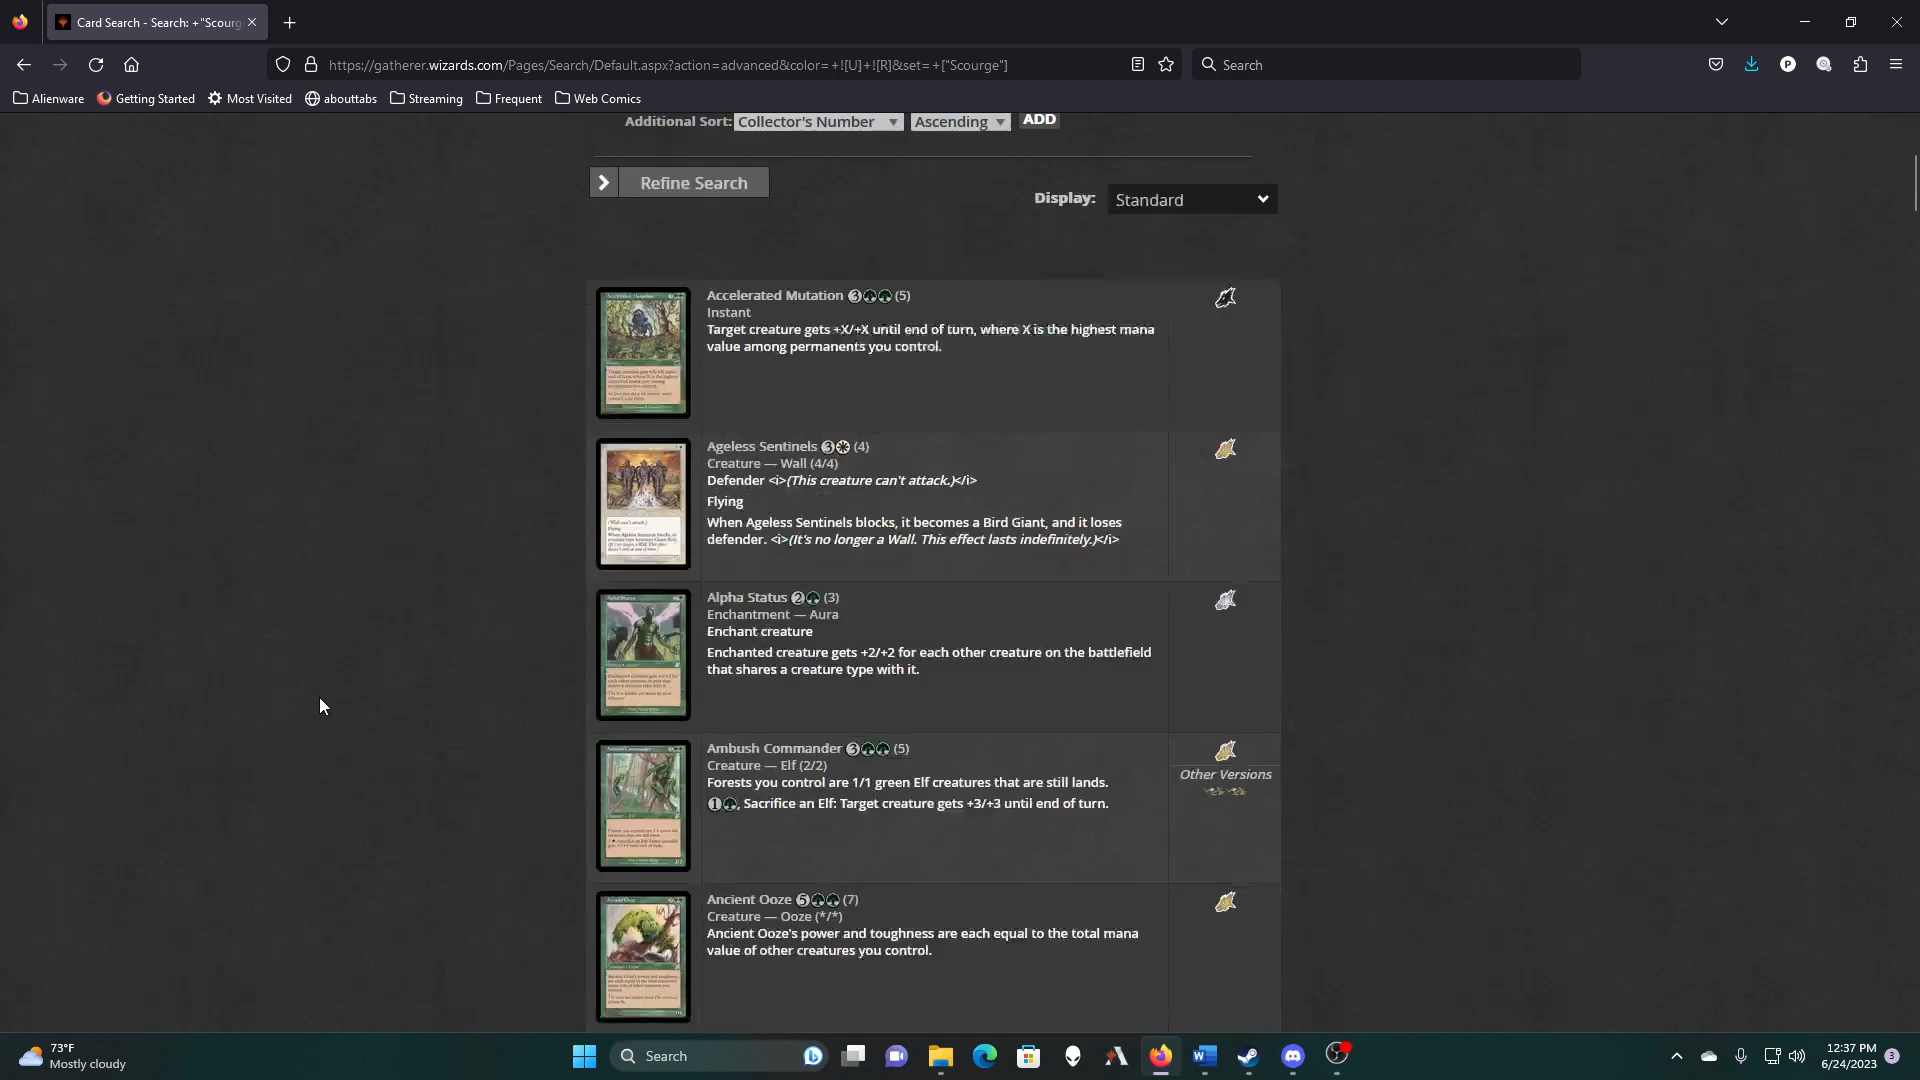 Card Search - Search: +"Scourg
https://gatherer.wizards.com/Pages/Search/Default.aspx?action=advanced&color=+![U]+![R]&set=+["Scourge"]
Search
Alienware
Getting Started
Most Visited
abouttabs
Streaming
Frequent
Web Comics
Additional Sort: Collector's Number Ascending ADD
Refine Search
Display: Standard
Accelerated Mutation 3 (5)
Instant
Target creature gets +X/+X until end of turn, where X is the highest mana
value among permanents you control.
Ageless Sentinels 3 (4)
Creature — Wall (4/4)
Defender <i>(This creature can't attack.)</i>
Flying
When Ageless Sentinels blocks, it becomes a Bird Giant, and it loses
defender. <i>(It's no longer a Wall. This effect lasts indefinitely.)</i>
Alpha Status 2 (3)
Enchantment — Aura
Enchant creature
Enchanted creature gets +2/+2 for each other creature on the battlefield
that shares a creature type with it.
Ambush Commander 3 (5)
Creature — Elf (2/2)
Forests you control are 1/1 green Elf creatures that are still lands.
1 , Sacrifice an Elf: Target creature gets +3/+3 until end of turn.
Other Versions
Ancient Ooze 5 (7)
Creature — Ooze (*/*)
Ancient Ooze's power and toughness are each equal to the total mana
value of other creatures you control.
73°F
Mostly cloudy
Search
12:37 PM
6/24/2023
3